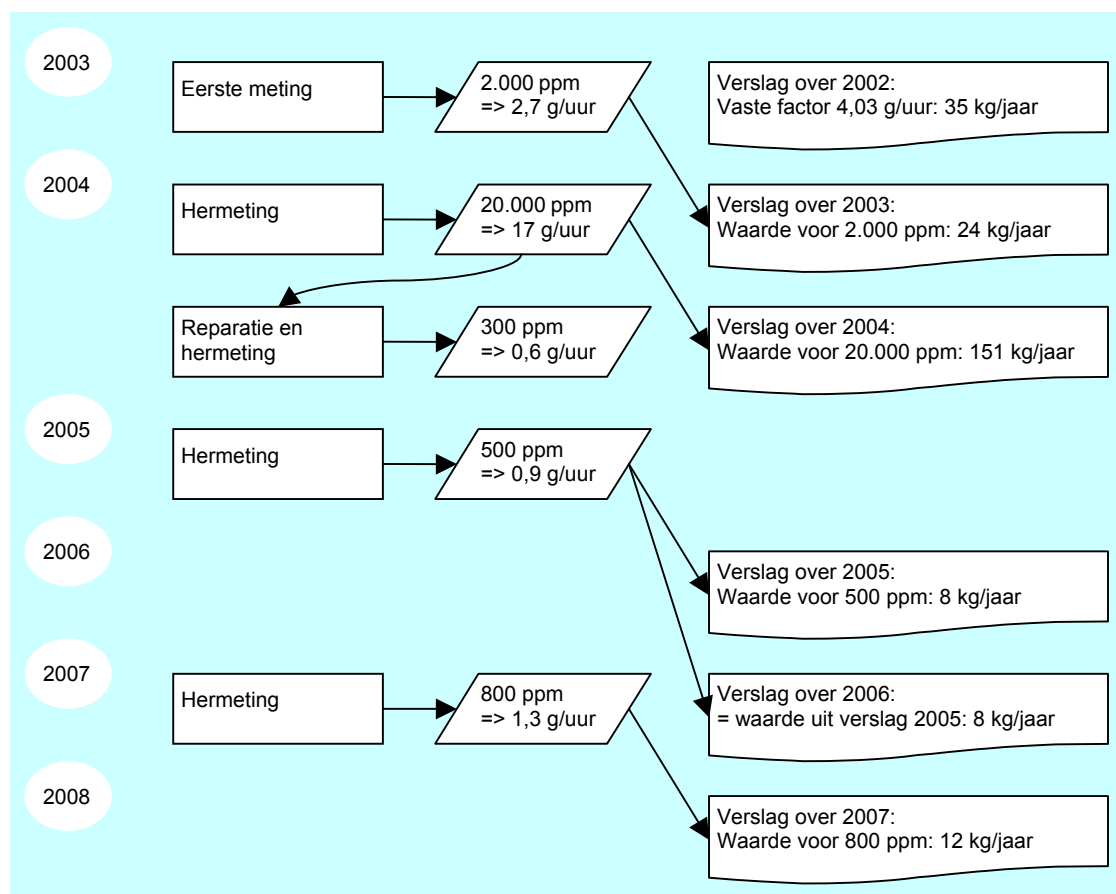 2003
Eerste meting
2.000 ppm
=> 2,7 g/uur
Verslag over 2002:
Vaste factor 4,03 g/uur: 35 kg/jaar
2004
Hermeting
20.000 ppm
=> 17 g/uur
Verslag over 2003:
Waarde voor 2.000 ppm: 24 kg/jaar
Reparatie en
hermeting
300 ppm
=> 0,6 g/uur
Verslag over 2004:
Waarde voor 20.000 ppm: 151 kg/jaar
2005
Hermeting
500 ppm
=> 0,9 g/uur
2006
Verslag over 2005:
Waarde voor 500 ppm: 8 kg/jaar
2007
Hermeting
800 ppm
=> 1,3 g/uur
Verslag over 2006:
= waarde uit verslag 2005: 8 kg/jaar
2008
Verslag over 2007:
Waarde voor 800 ppm: 12 kg/jaar